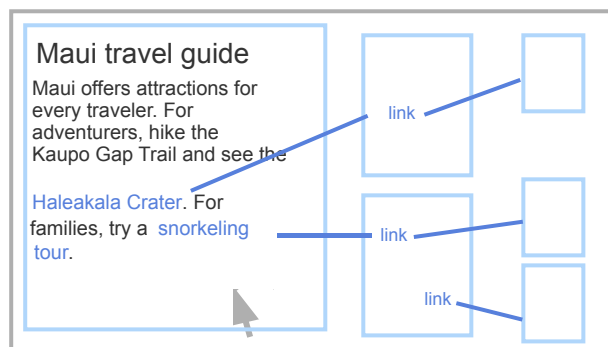 Maui travel guide
Maui offers attractions for
every traveler. For
adventurers, hike the
Kaupo Gap Trail and see the
Haleakala Crater. For
families, try a snorkeling
tour.
link
link
link